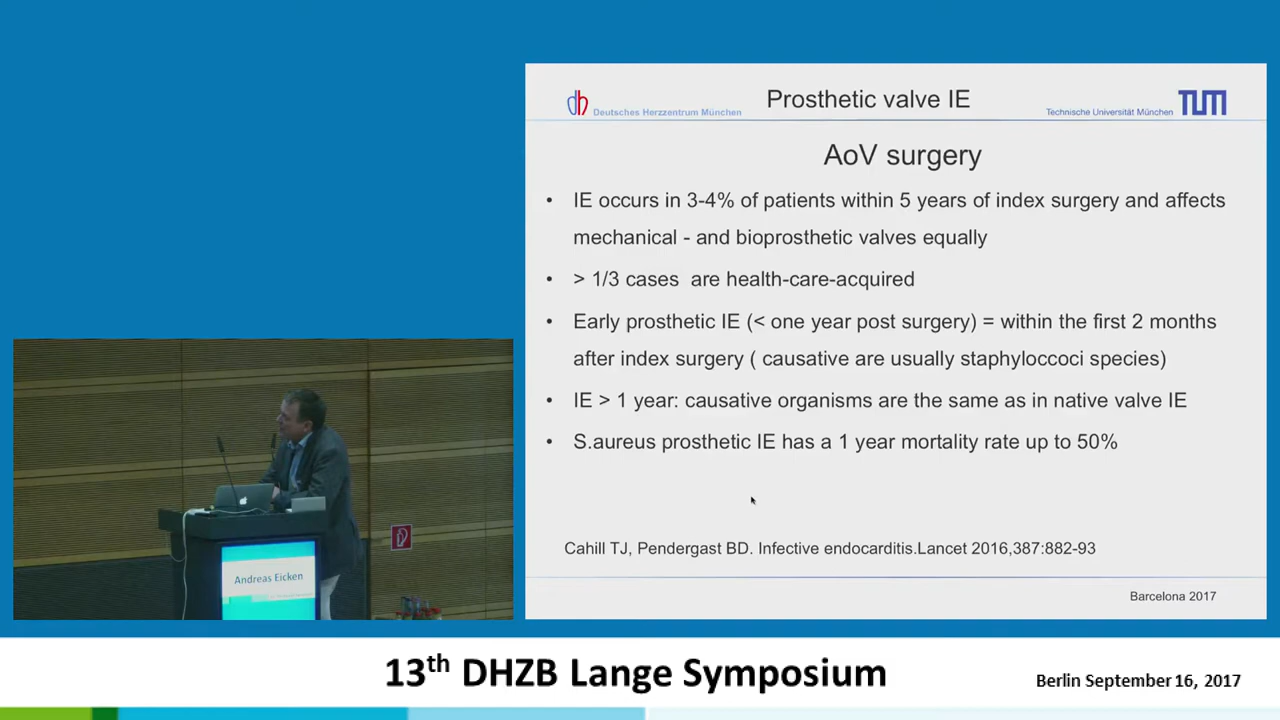 Deutsches Herzzentrum München
Prosthetic valve IE
Technische Universität München
TUM
AoV surgery
• IE occurs in 3-4% of patients within 5 years of index surgery and affects
mechanical - and bioprosthetic valves equally
• > 1/3 cases are health-care-acquired
• Early prosthetic IE (< one year post surgery) = within the first 2 months
after index surgery ( causative are usually staphyloccoci species)
• IE > 1 year: causative organisms are the same as in native valve IE
• S.aureus prosthetic IE has a 1 year mortality rate up to 50%
Cahill TJ, Pendergast BD. Infective endocarditis.Lancet 2016,387:882-93
Barcelona 2017
Andreas Eicken
13th DHZB Lange Symposium
Berlin September 16, 2017